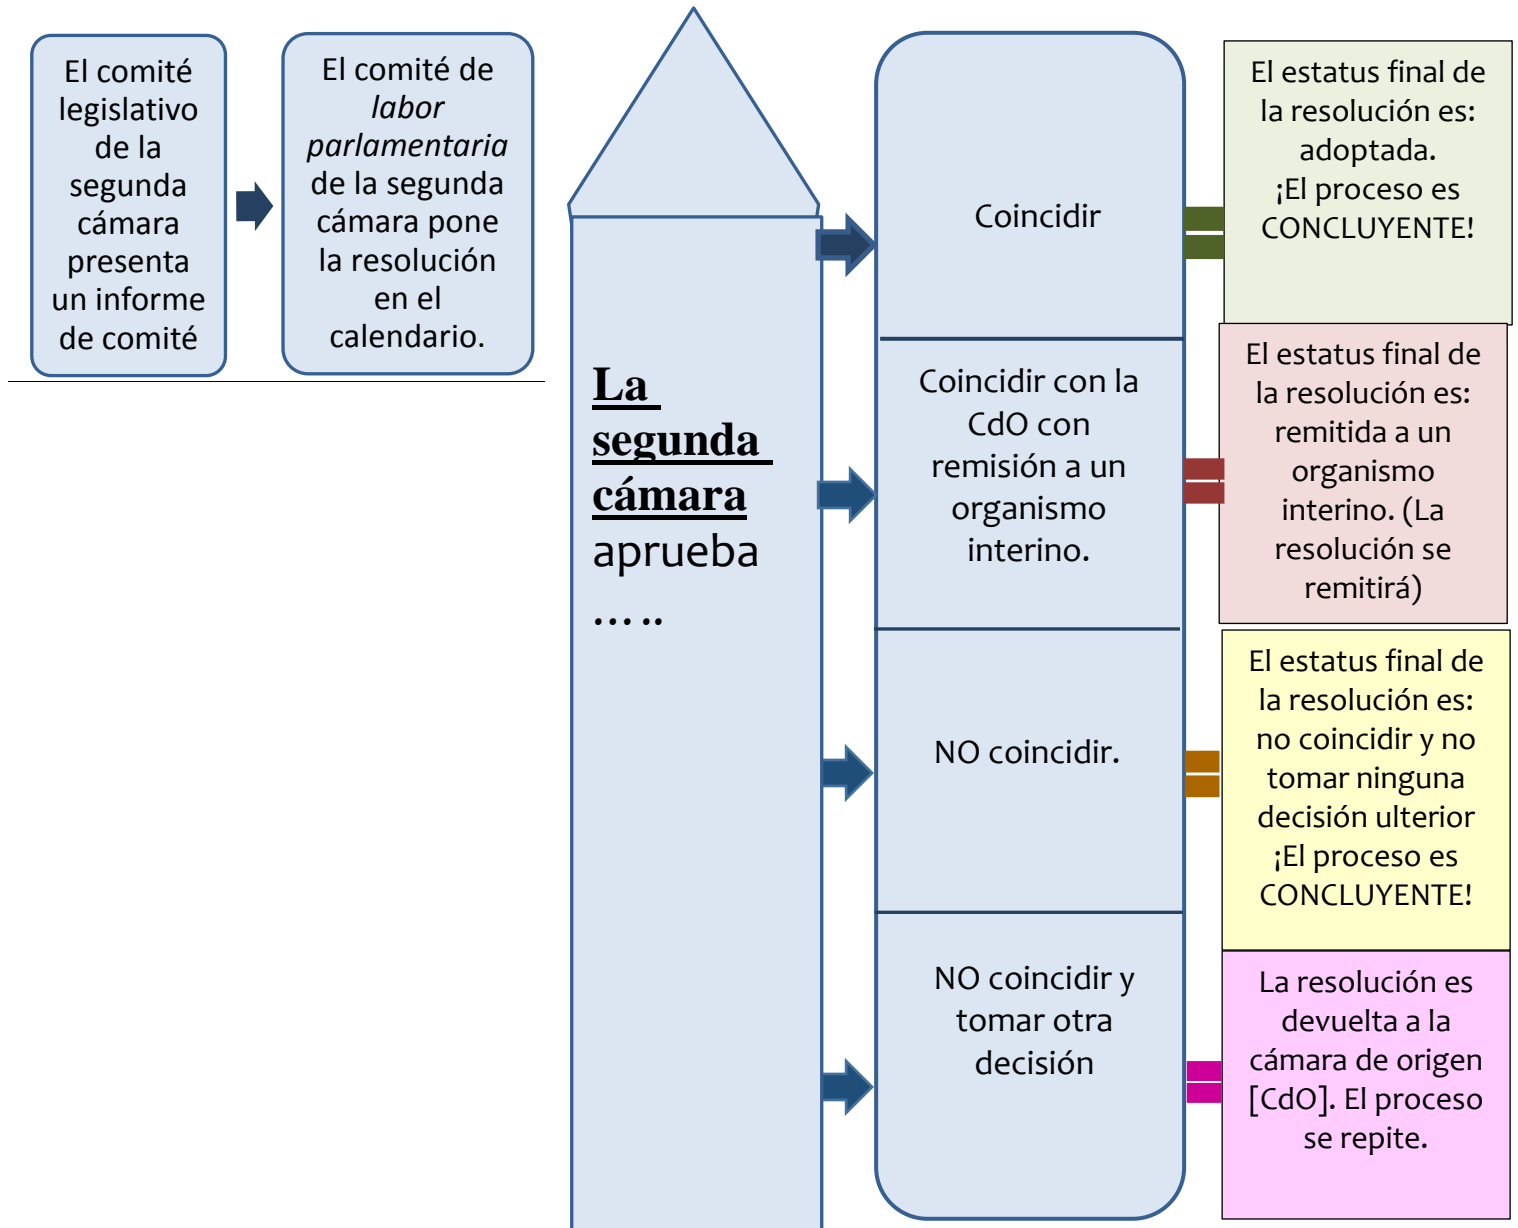 El comité
legislativo
de la
segunda
cámara
presenta
un informe
de comité
El comité de
labor
parlamentaria
de la segunda
cámara pone
la resolución
en el
calendario.
La
segunda
cámara
aprueba
.....
Coincidir
Coincidir con la
CdO con
remisión a un
organismo
interino.
NO coincidir.
NO coincidir y
tomar otra
decisión
El estatus final de
la resolución es:
adoptada.
¡El proceso es
CONCLUYENTE!
El estatus final de
la resolución es:
remitida a un
organismo
interino. (La
resolución se
remitirá)
El estatus final de
la resolución es:
no coincidir y no
tomar ninguna
decisión ulterior
¡El proceso es
CONCLUYENTE!
La resolución es
devuelta a la
cámara de origen
[CdO]. El proceso
se repite.